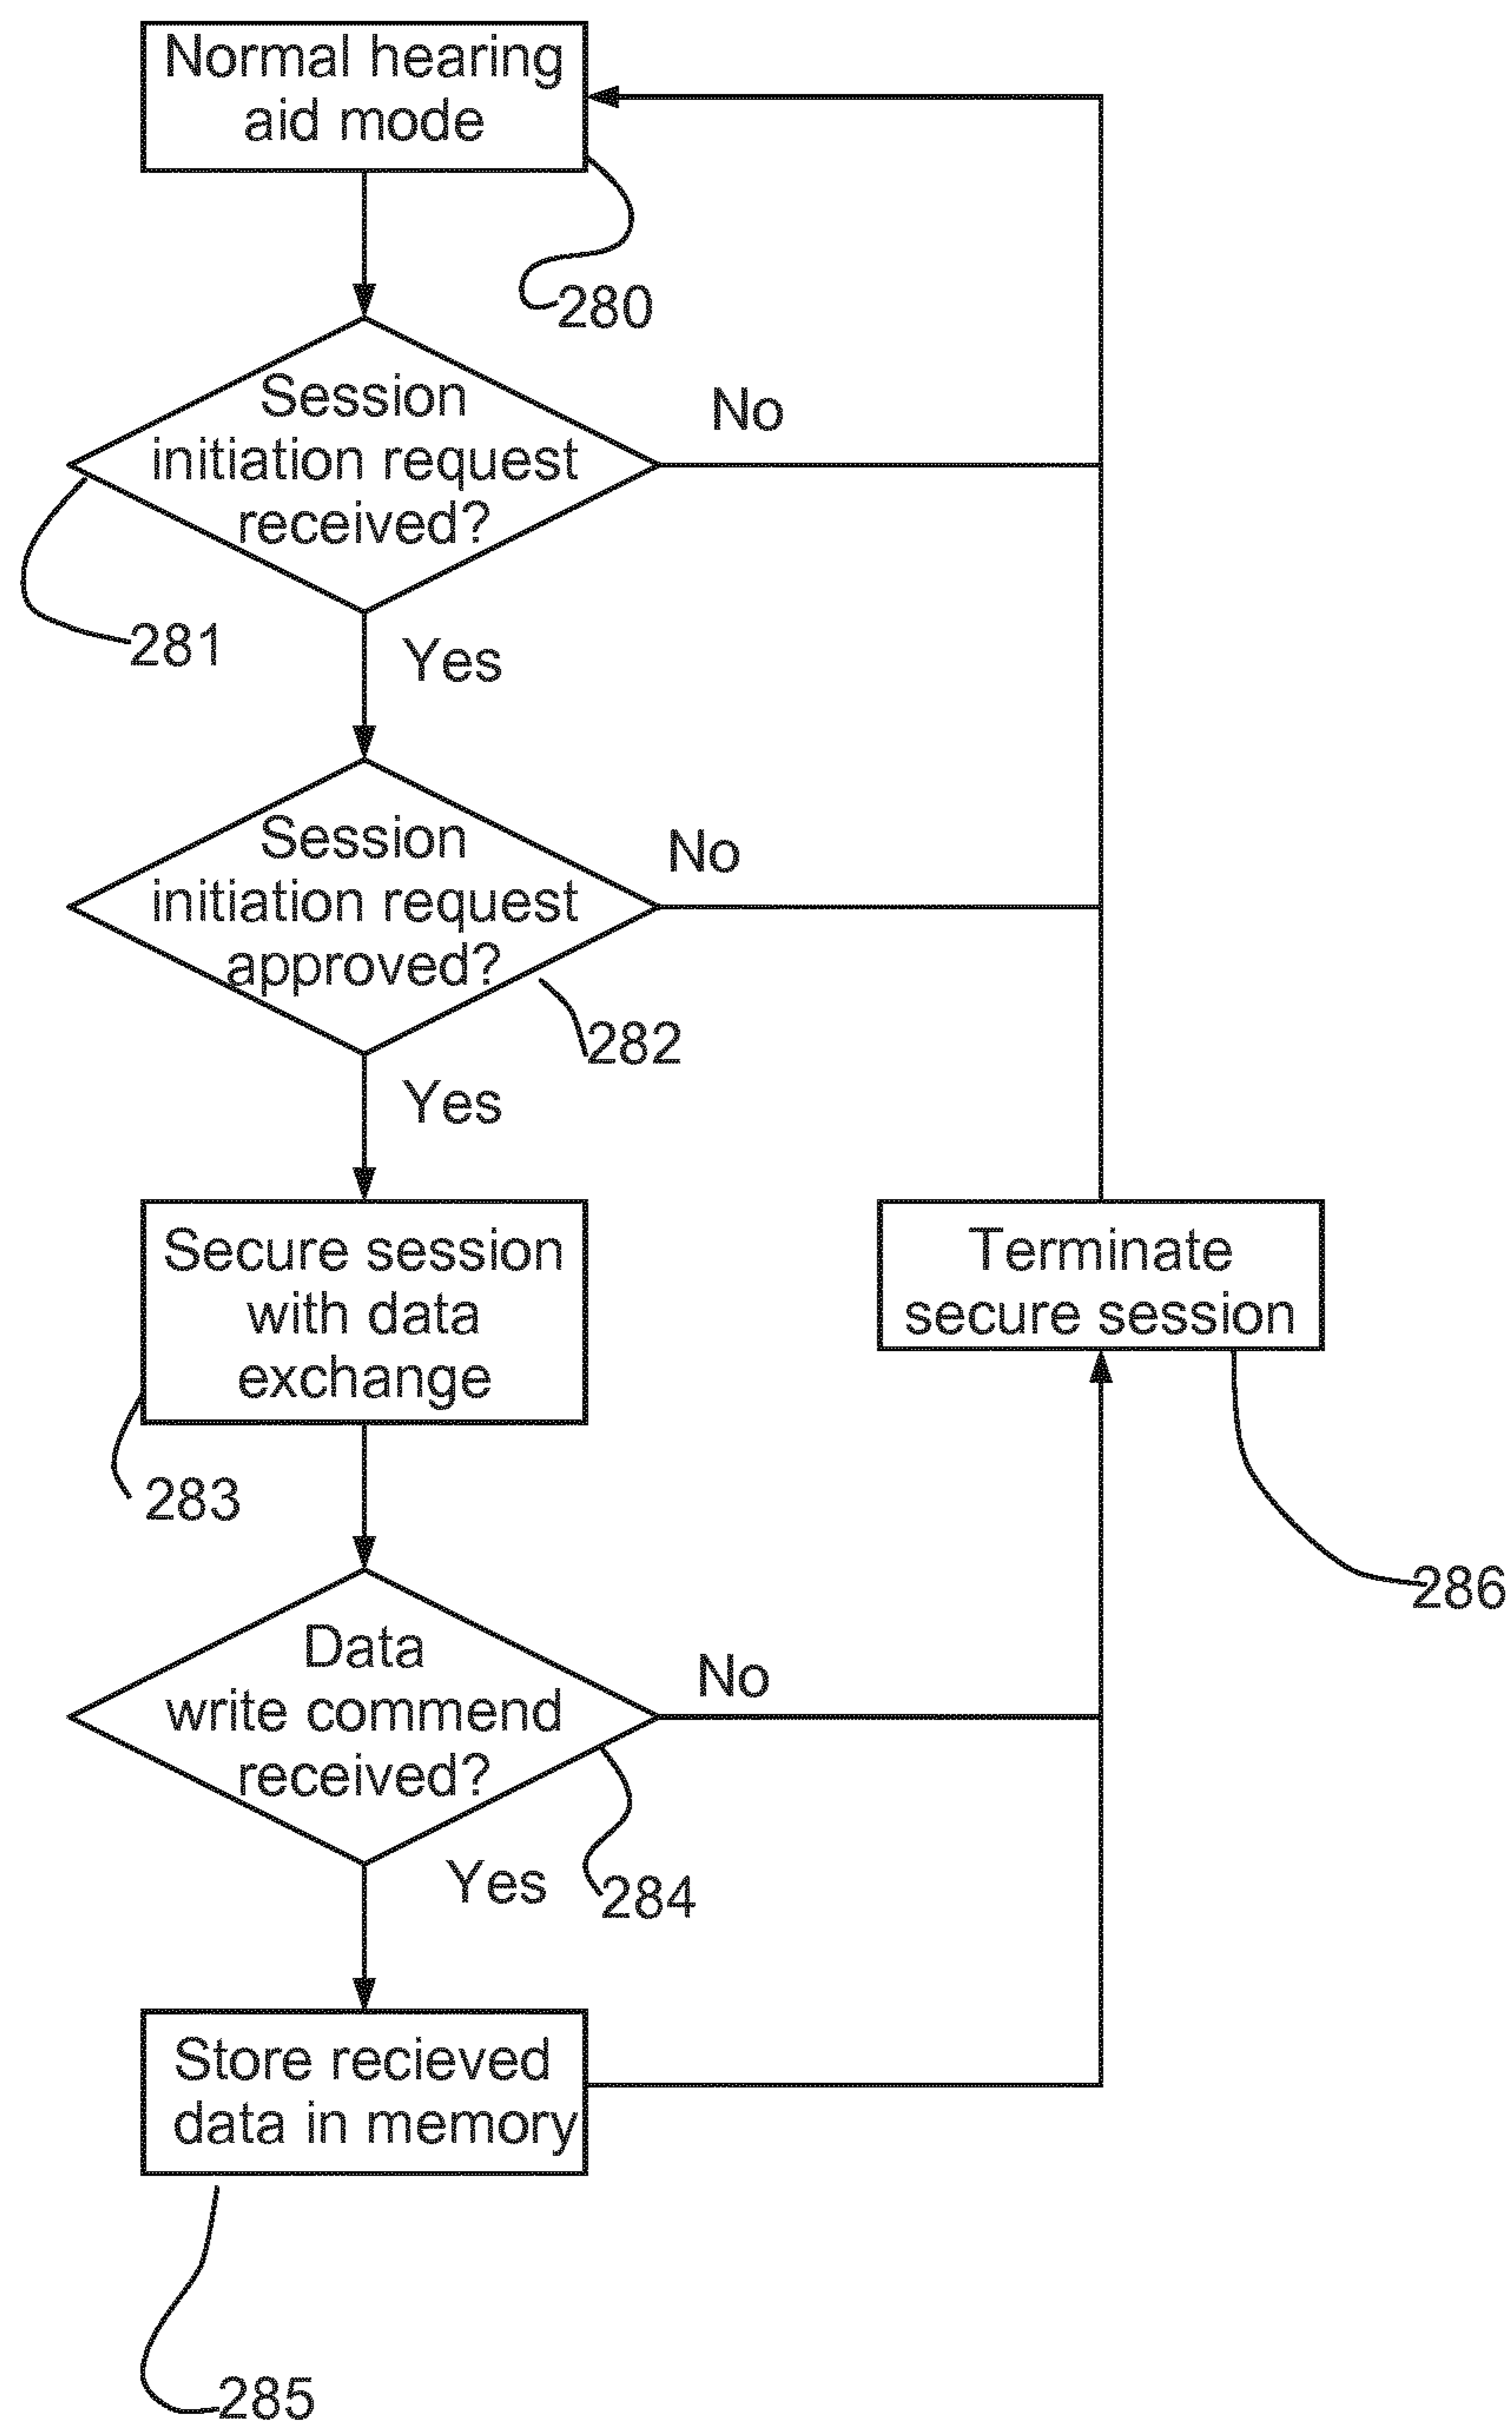 Normal hearing
aid mode
280
Session
initiation request
received?
No
281
Yes
Session
initiation request
approved?
No
282
Yes
Secure session
with data
exchange
283
Terminate
secure session
286
Data
write commend
received?
No
284
Yes
Store recieved
data in memory
285